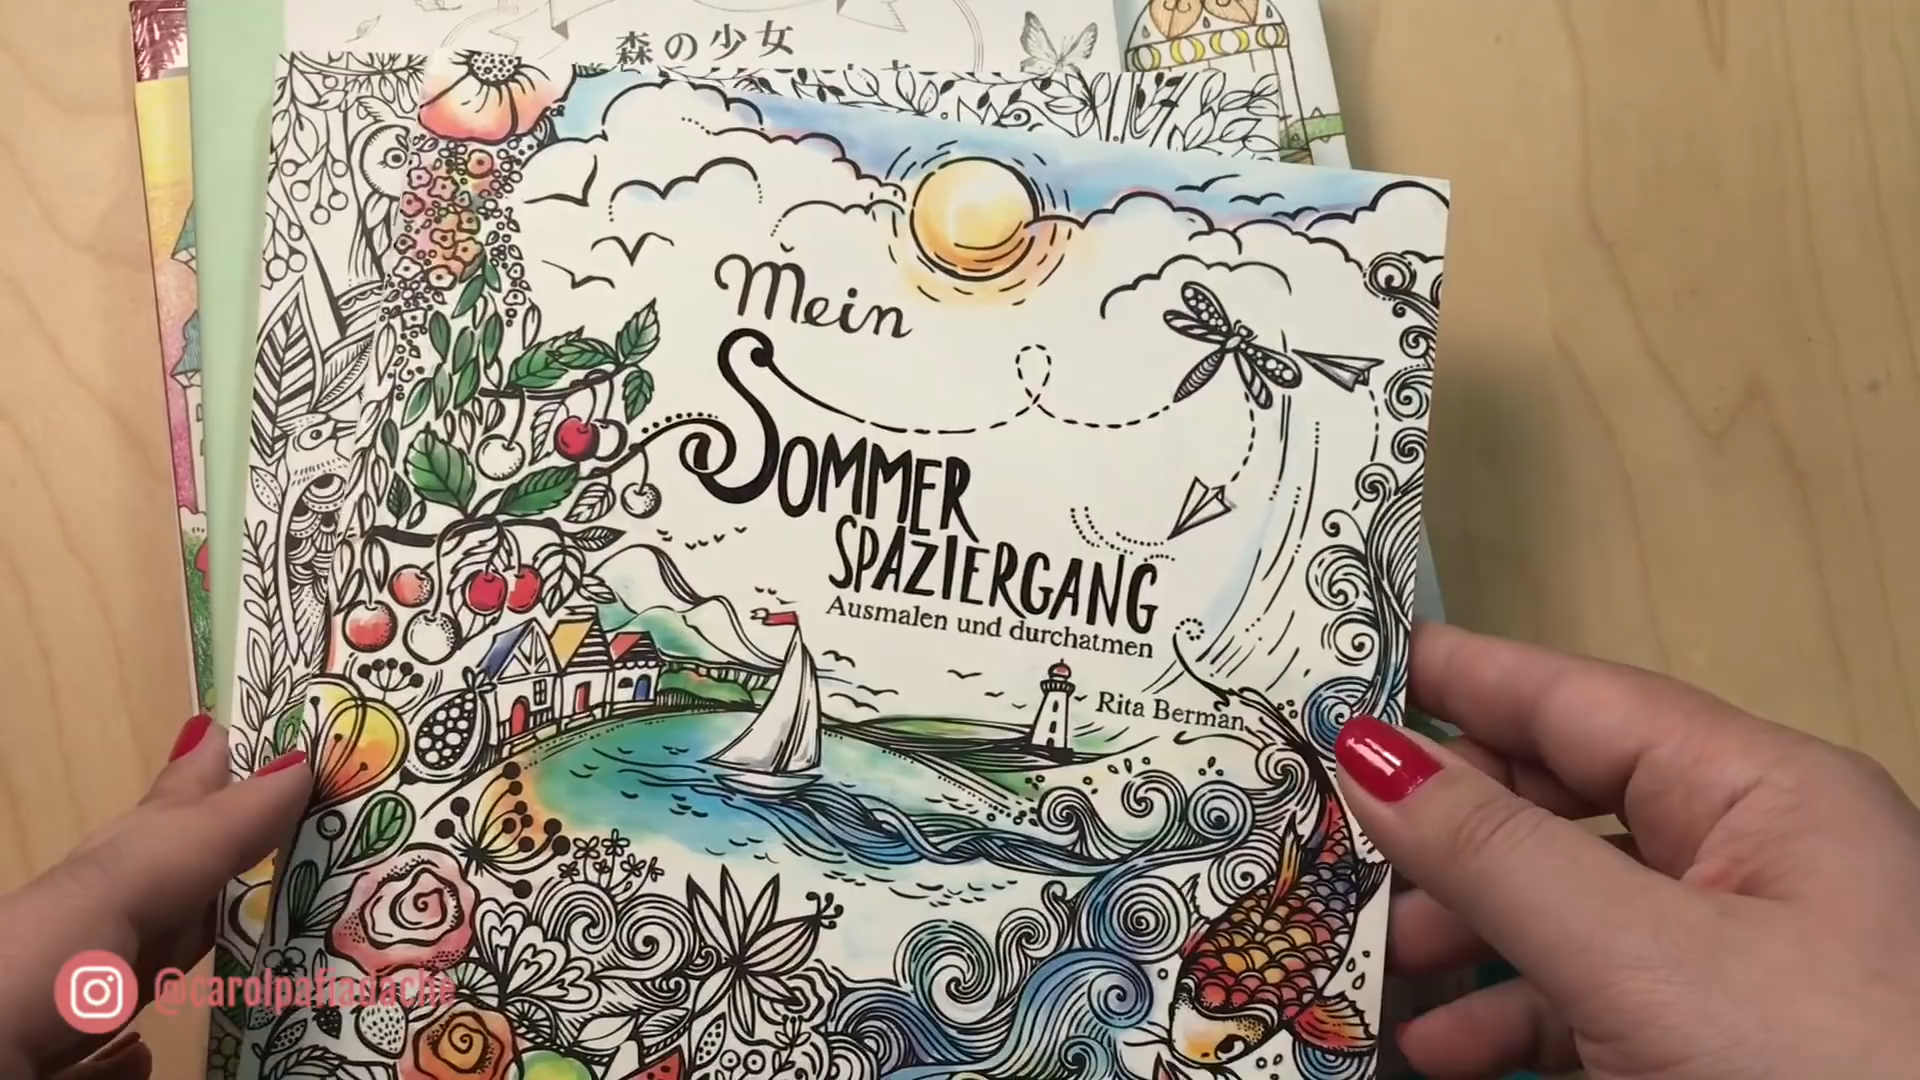 森の少女
Mein
SOMMER
SPAZIERGANG
Ausmalen und durchatmen
Rita Berman
@carolpafiadache